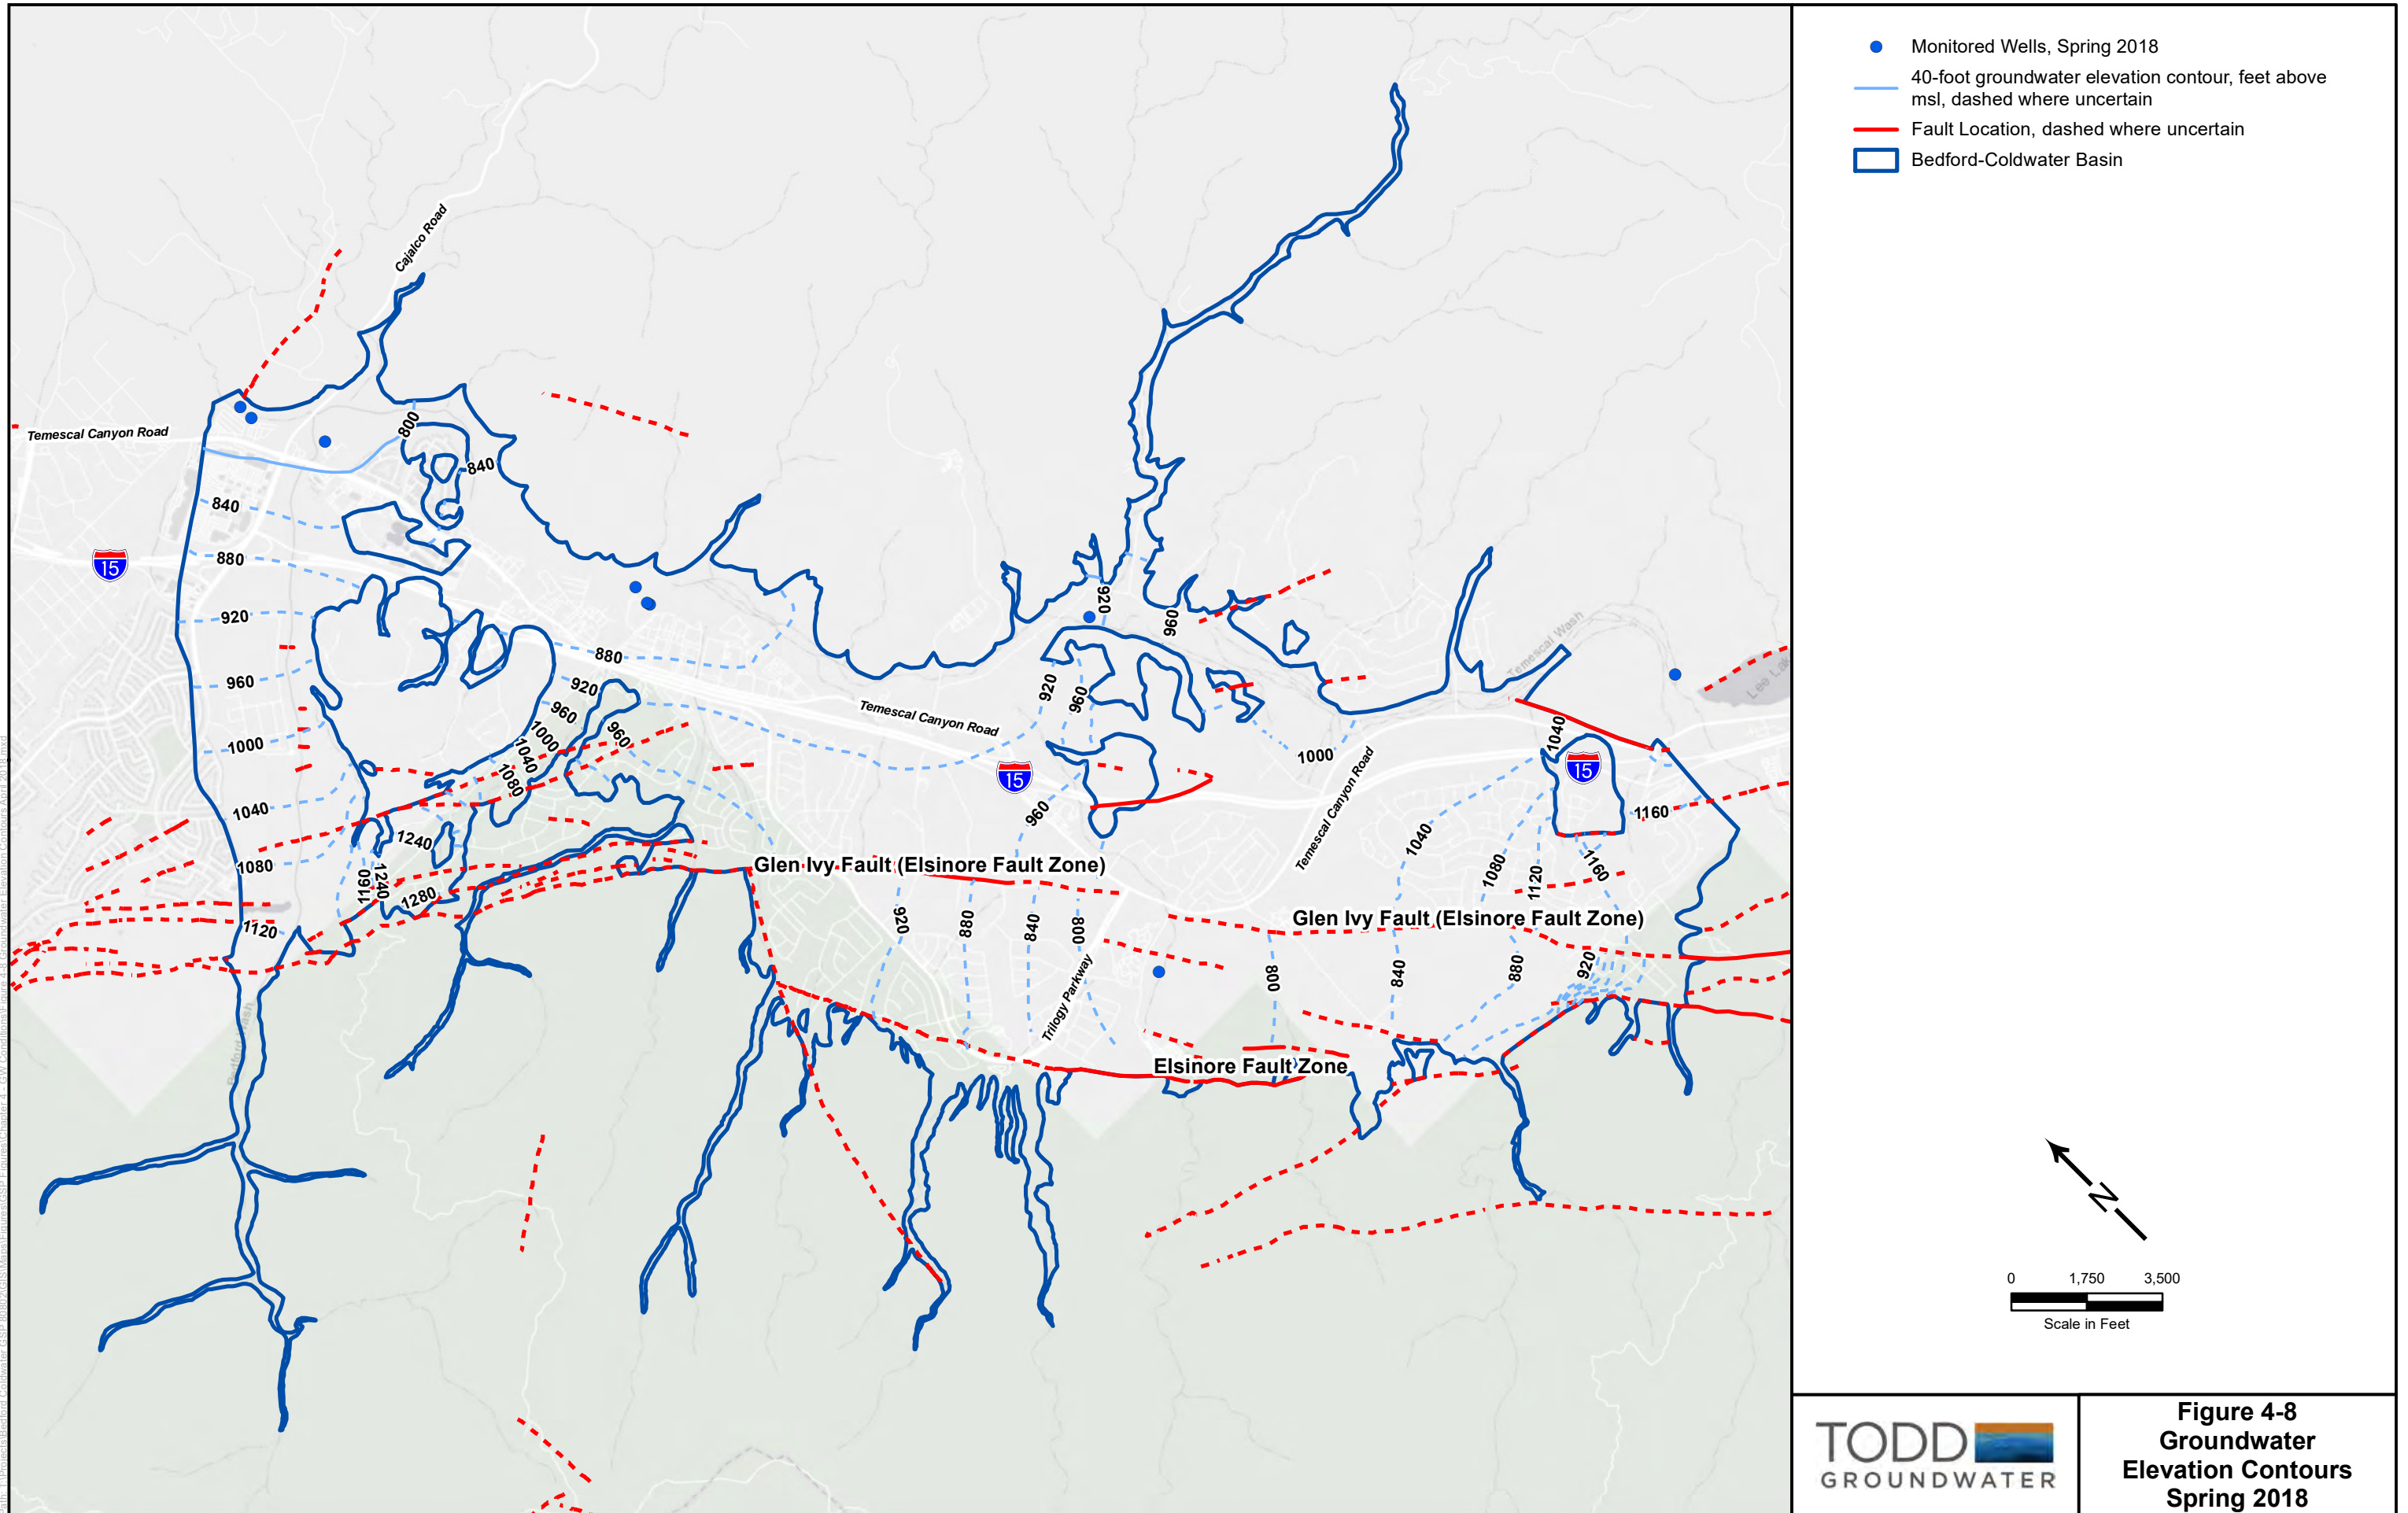 Monitored Wells, Spring 2018
40-foot groundwater elevation contour, feet above
msl, dashed where uncertain
Fault Location, dashed where uncertain
Bedford-Coldwater Basin
Cajalco Road
Temescal Canyon Road
800
840
840
15
880
920
960
1000
1040
1080
1120
880
920
960
1000
1040
1080
960
1240
1160
1240
1280
920
960
920
960
Temescal Canyon Road
15
960
1000
Temescal Canyon Road
Temescal Wash
Lee La
1040
15
1160
1040
1080
1120
1160
Glen Ivy Fault (Elsinore Fault Zone)
Glen Ivy Fault (Elsinore Fault Zone)
920
880
840
800
800
840
880
920
Trilogy Parkway
Elsinore Fault Zone
Bedford Wash
N
0 1,750 3,500
Scale in Feet
TODD
GROUNDWATER
Figure 4-8
Groundwater
Elevation Contours
Spring 2018